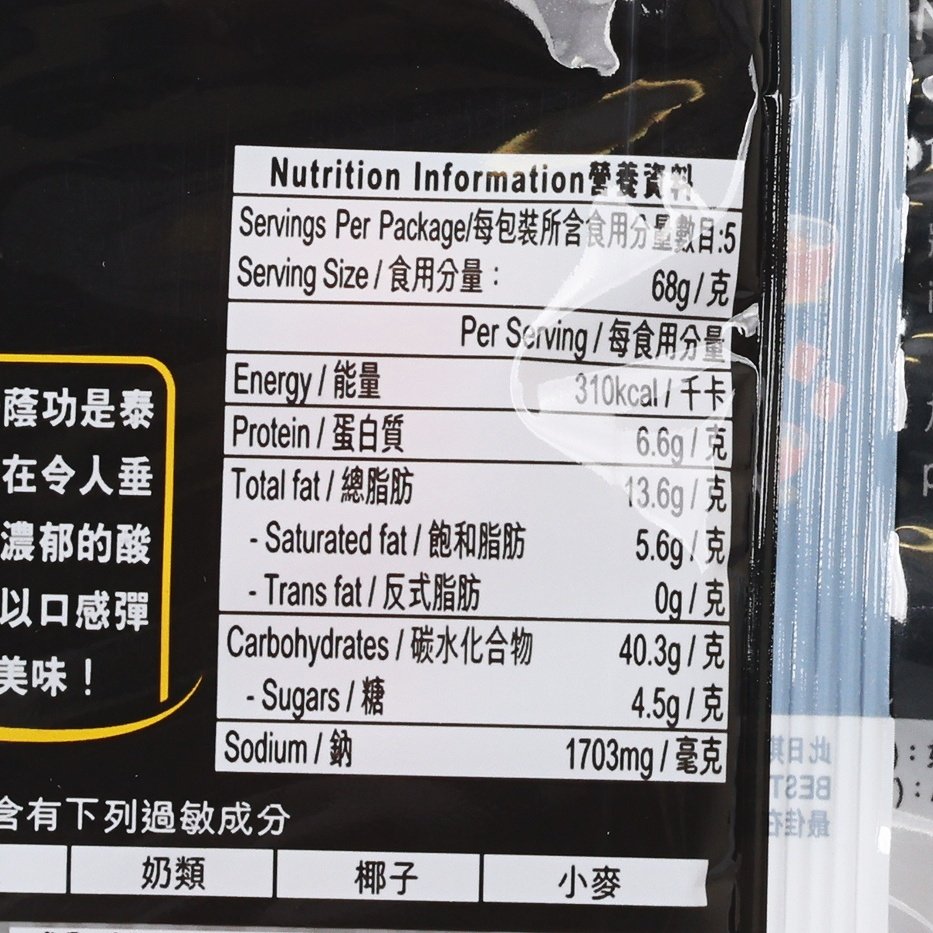 Nutrition Information營養資料
Servings Per Package/每包裝所含食用分量數目:5
Serving Size / 食用分量： 68g / 克
Per Serving / 每食用分量
Energy / 能量 310kcal / 千卡
Protein / 蛋白質 6.6g / 克
Total fat / 總脂肪 13.6g / 克
- Saturated fat / 飽和脂肪 5.6g / 克
- Trans fat / 反式脂肪 0g / 克
Carbohydrates / 碳水化合物 40.3g / 克
- Sugars / 糖 4.5g / 克
Sodium / 鈉 1703mg / 毫克
蔭功是泰
在令人垂
濃郁的酸
以口感彈
美味！
含有下列過敏成分
奶類 椰子 小麥
此日期
BEST
最佳在